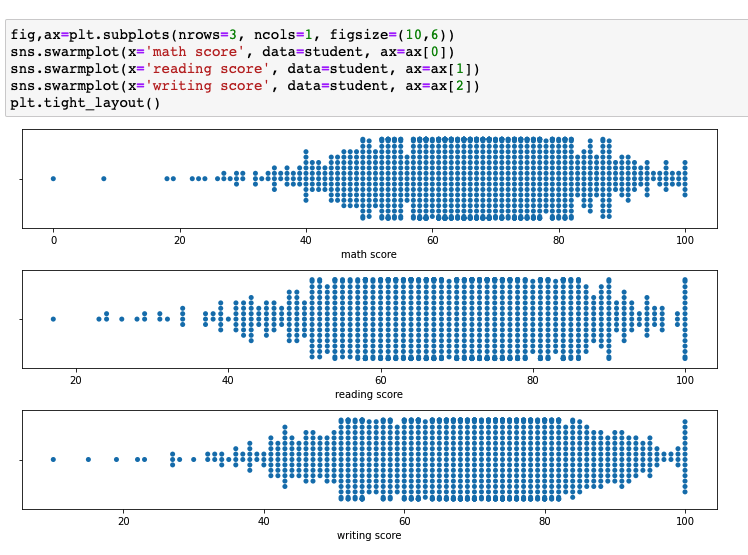 fig,ax=plt.subplots(nrows=3, ncols=1, figsize=(10,6))
sns.swarmplot(x='math score', data=student, ax=ax[0])
sns.swarmplot(x='reading score', data=student, ax=ax[1])
sns.swarmplot(x='writing score', data=student, ax=ax[2])
plt.tight_layout()
0 20 40 60 80 100
math score
20 40 60 80 100
reading score
20 40 60 80 100
writing score